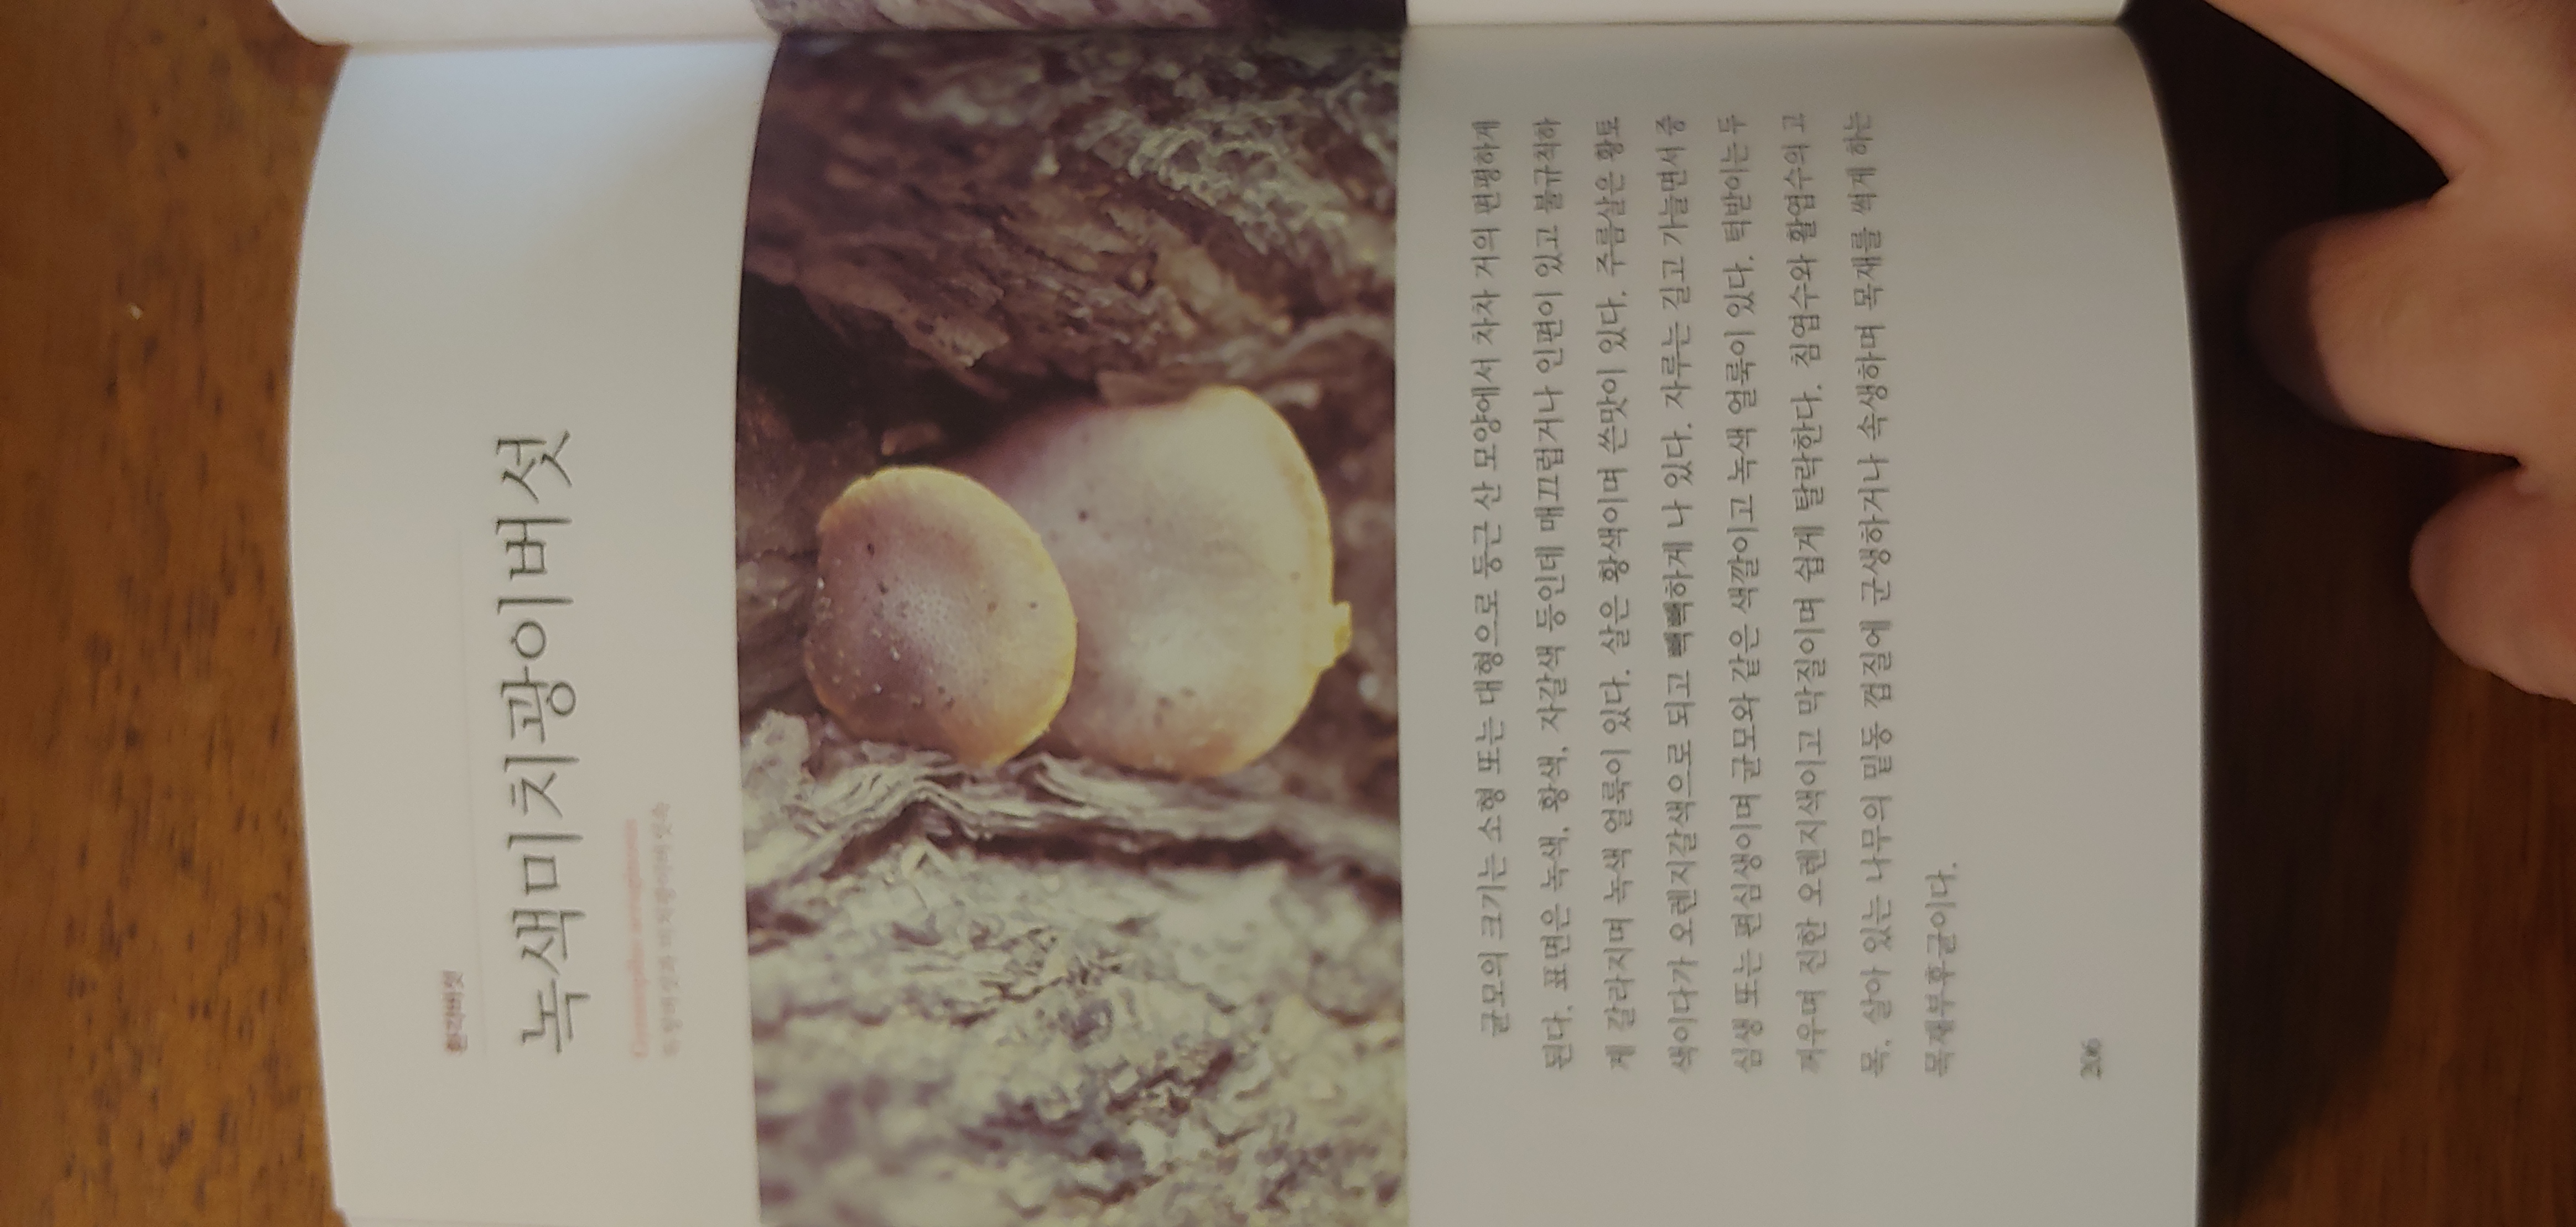 환각버섯
녹색미치광이버섯
Gymnopilus aeruginosus
독청버섯과 미치광이버섯속
균모의 크기는 소형 또는 대형으로 둥근 산 모양에서 차차 거의 편평하게
된다. 표면은 녹색, 황색, 자갈색 등인데 매끄럽거나 인편이 있고 불규칙하
게 갈라지며 녹색 얼룩이 있다. 살은 황색이며 쓴맛이 있다. 주름살은 황토
색이다가 오렌지갈색으로 되고 빽빽하게 나 있다. 자루는 길고 가늘면서 중
심생 또는 편심생이며 균모와 같은 색깔이고 녹색 얼룩이 있다. 턱받이는 두
꺼우며 진한 오렌지색이고 막질이며 쉽게 탈락한다. 침엽수와 활엽수의 고
목, 살아 있는 나무의 밑동 껍질에 군생하거나 속생하며 목재를 썩게 하는
목재부후균이다.
206